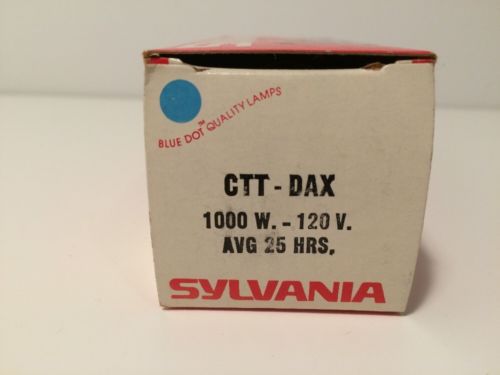 BLUE DOT™ QUALITY LAMPS
CTT - DAX
1000 W. - 120 V.
AVG 25 HRS.
SYLVANIA